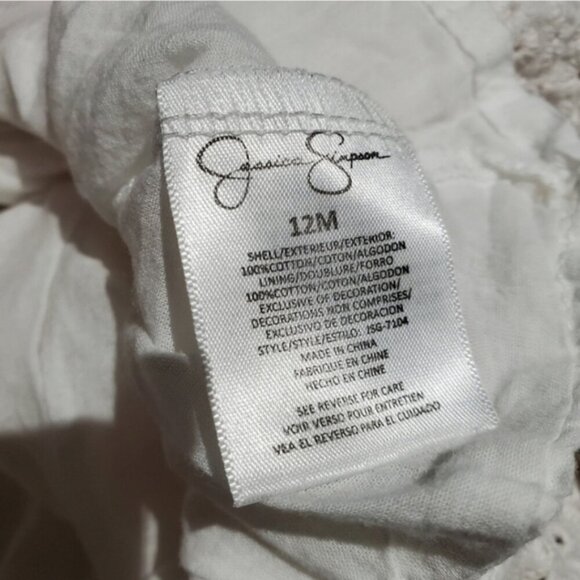 Jessica Simpson
12M
SHELL/EXTERIEUR/EXTERIOR:
100%COTTON/COTON/ALGODON
LINING/DOUBLURE/FORRO
100%COTTON/COTON/ALGODON
EXCLUSIVE OF DECORATION/
DECORATIONS NON COMPRISES/
EXCLUSIVO DE DECORACION
STYLE/STYLE/ESTILO: JSG-7104
MADE IN CHINA
FABRIQUE EN CHINE
HECHO EN CHINE
SEE REVERSE FOR CARE
VOIR VERSO POUR ENTRETIEN
VEA EL REVERSO PARA EL CUIDADO